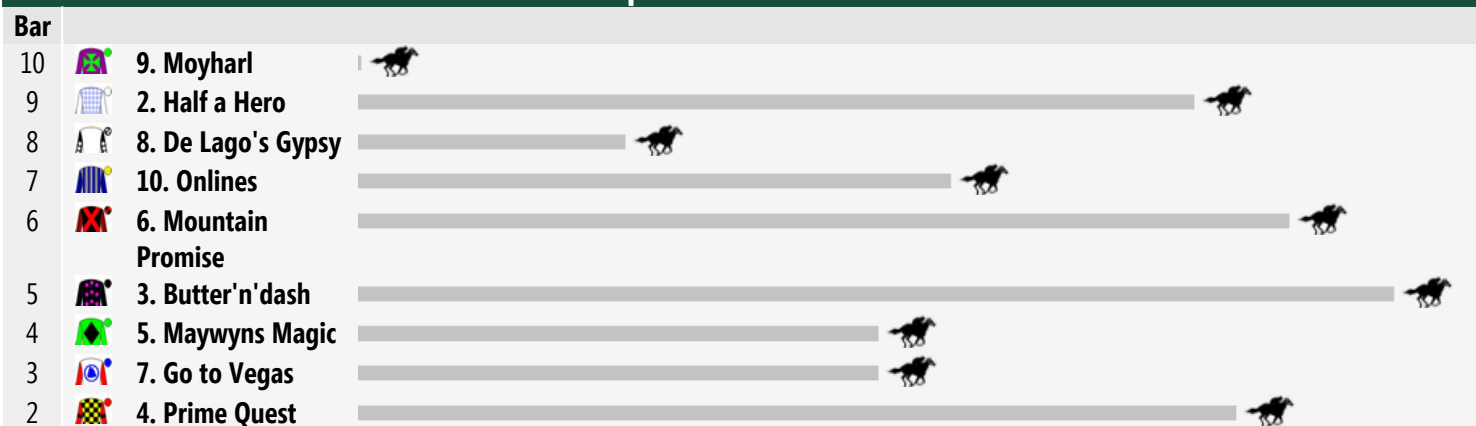 Bar
10 9. Moyharl
9 2. Half a Hero
8 8. De Lago's Gypsy
7 10. Onlines
6 6. Mountain
Promise
5 3. Butter'n'dash
4 5. Maywyns Magic
3 7. Go to Vegas
2 4. Prime Quest